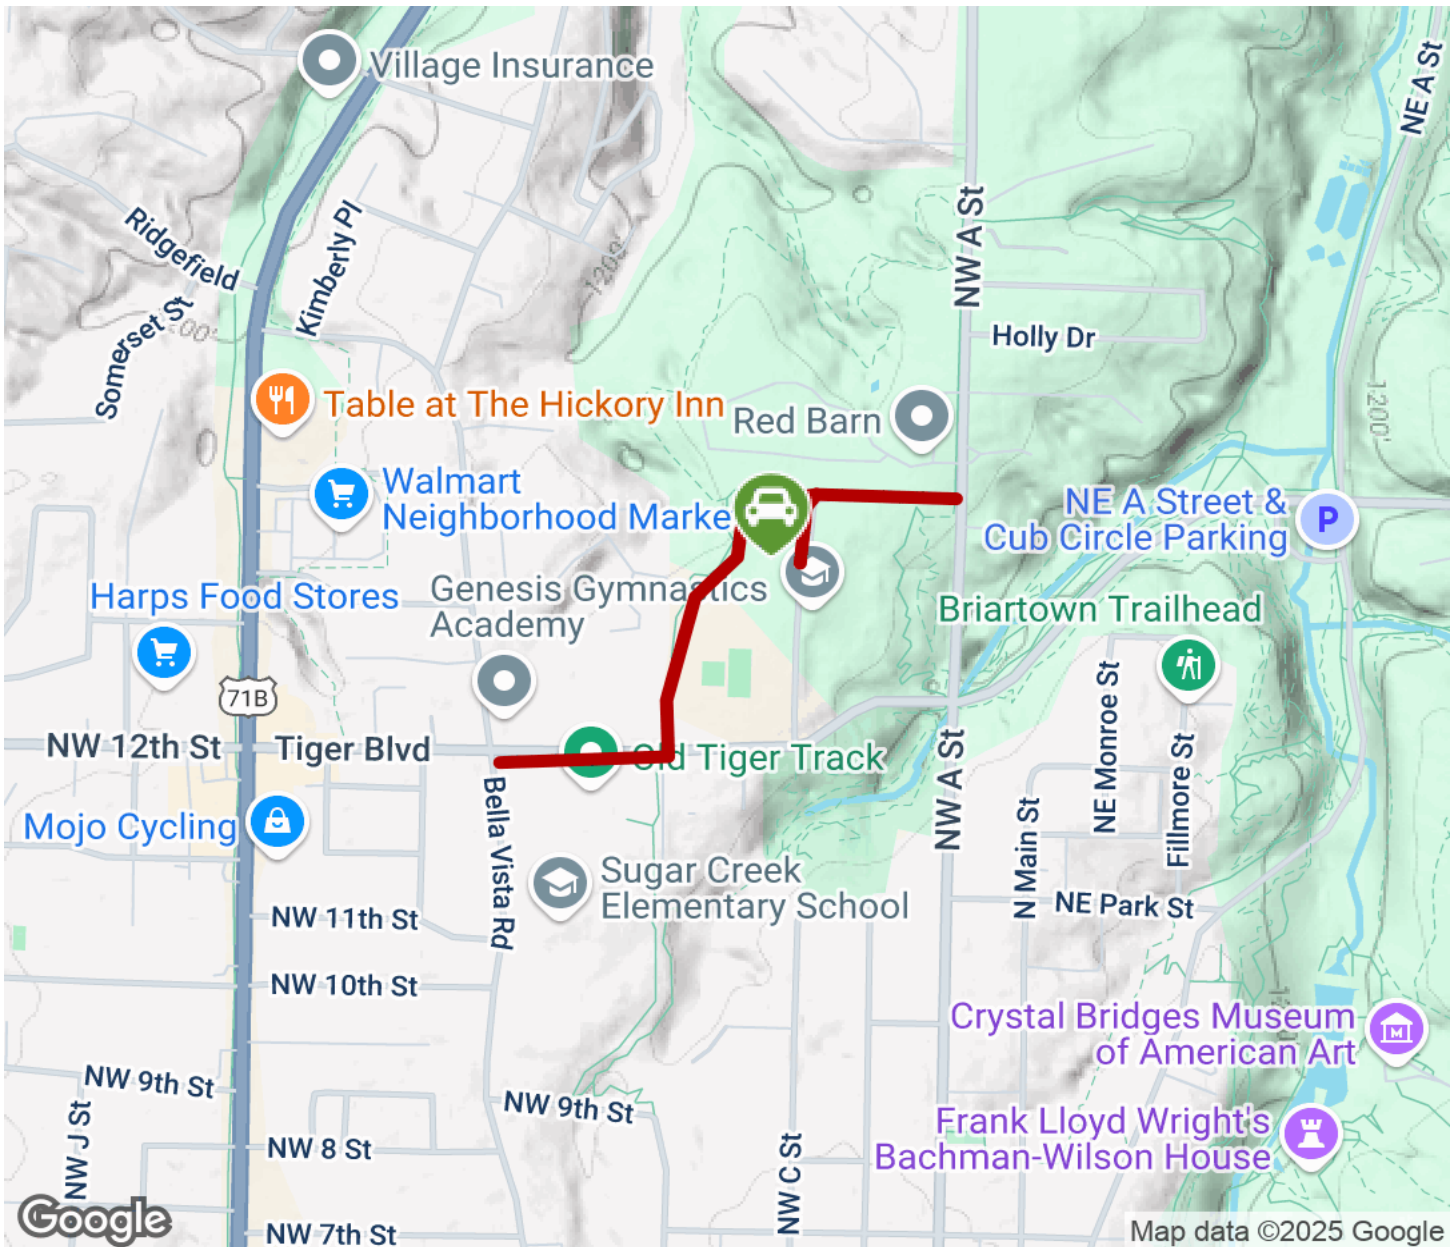 Village Insurance
NE A St
Ridgefield
Kimberly Pl
NW A St
Somerset St
1200'
Holly Dr
Table at The Hickory Inn
Red Barn
1200'
Walmart
Neighborhood Marke
NE A Street &
Cub Circle Parking
P
Genesis Gymnastics
Academy
Harps Food Stores
Briartown Trailhead
71B
NW 12th St
Tiger Blvd
Old Tiger Track
NE Monroe St
Fillmore St
NW A St
Mojo Cycling
Bella Vista Rd
N Main St
Sugar Creek
Elementary School
NE Park St
NW 11th St
NW 10th St
Crystal Bridges Museum
of American Art
M
NW 9th St
NW 9th St
NW J St
NW 8 St
NW C St
Frank Lloyd Wright's
Bachman-Wilson House
Google
NW 7th St
Map data ©2025 Google